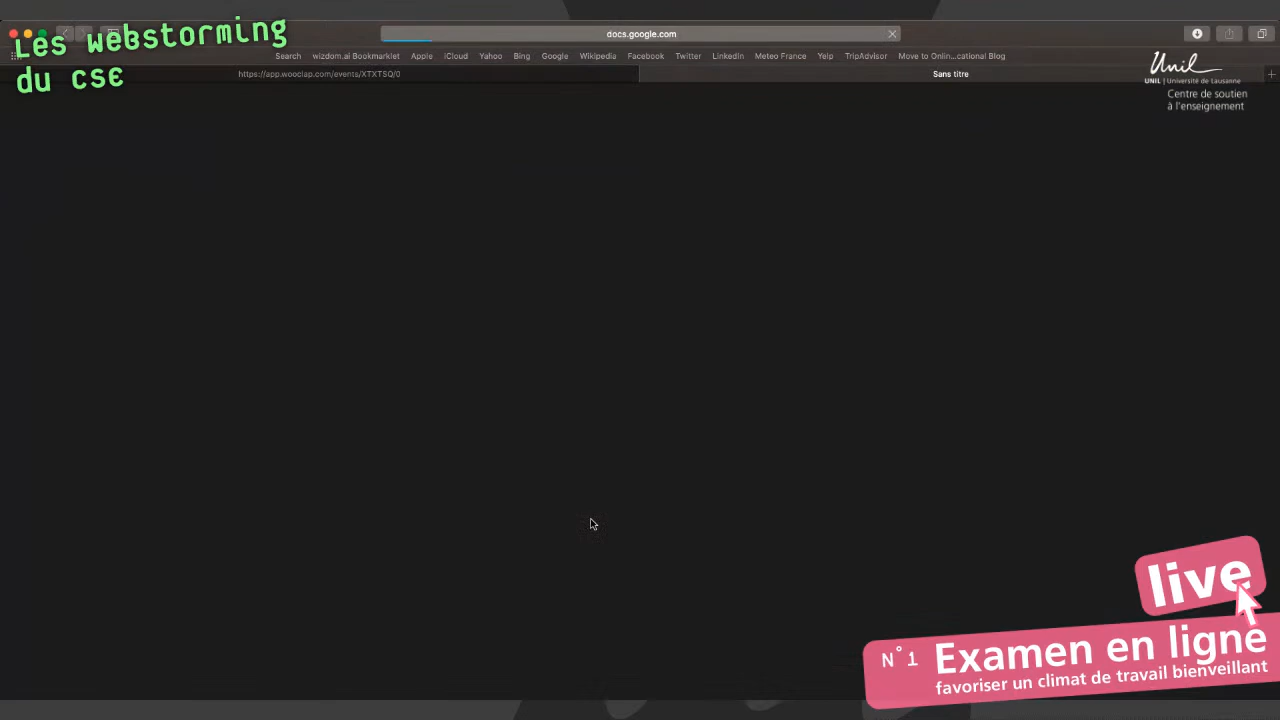 Les webstorming
du cse
docs.google.com
Search wizdom.ai Bookmarklet Apple iCloud Yahoo Bing Google Wikipedia Facebook Twitter LinkedIn Meteo France Yelp TripAdvisor Move to Onlin...cational Blog
https://app.wooclap.com/events/XTXTSQ/0
Sans titre
Unil
UNIL | Université de Lausanne
Centre de soutien
à l'enseignement
live
N°1 Examen en ligne
favoriser un climat de travail bienveillant